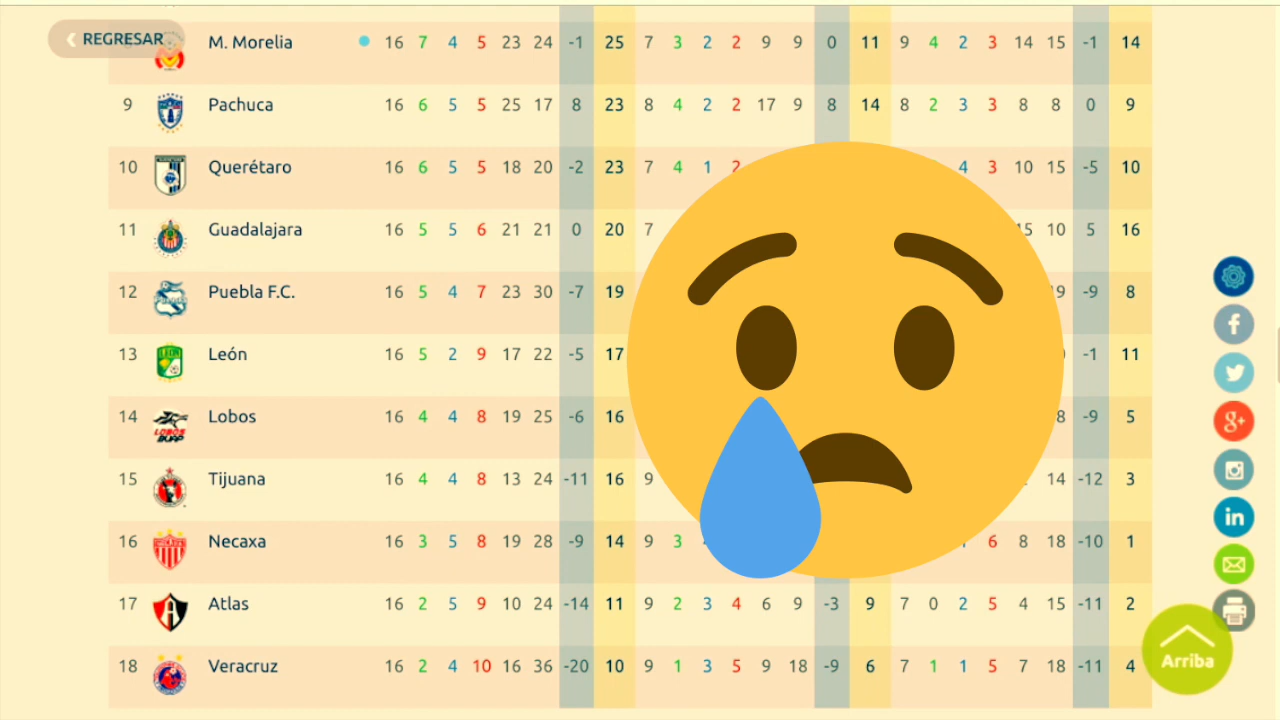 REGRESAR M. Morelia 16 7 4 5 23 24 -1 25 7 3 2 2 9 9 0 11 9 4 2 3 14 15 -1 14
9 Pachuca 16 6 5 5 25 17 8 23 8 4 2 2 17 9 8 14 8 2 3 3 8 8 0 9
10 Querétaro 16 6 5 5 18 20 -2 23 7 4 1 2 4 3 10 15 -5 10
11 Guadalajara 16 5 5 6 21 21 0 20 7 15 10 5 16
12 Puebla F.C. 16 5 4 7 23 30 -7 19 -9 8
13 León 16 5 2 9 17 22 -5 17 -1 11
14 Lobos 16 4 4 8 19 25 -6 16 -9 5
LOBOS BUAP
15 Tijuana 16 4 4 8 13 24 -11 16 9 14 -12 3
16 Necaxa 16 3 5 8 19 28 -9 14 9 3 6 8 18 -10 1
17 Atlas 16 2 5 9 10 24 -14 11 9 2 3 4 6 9 -3 9 7 0 2 5 4 15 -11 2
18 Veracruz 16 2 4 10 16 36 -20 10 9 1 3 5 9 18 -9 6 7 1 1 5 7 18 -11 4
Arriba